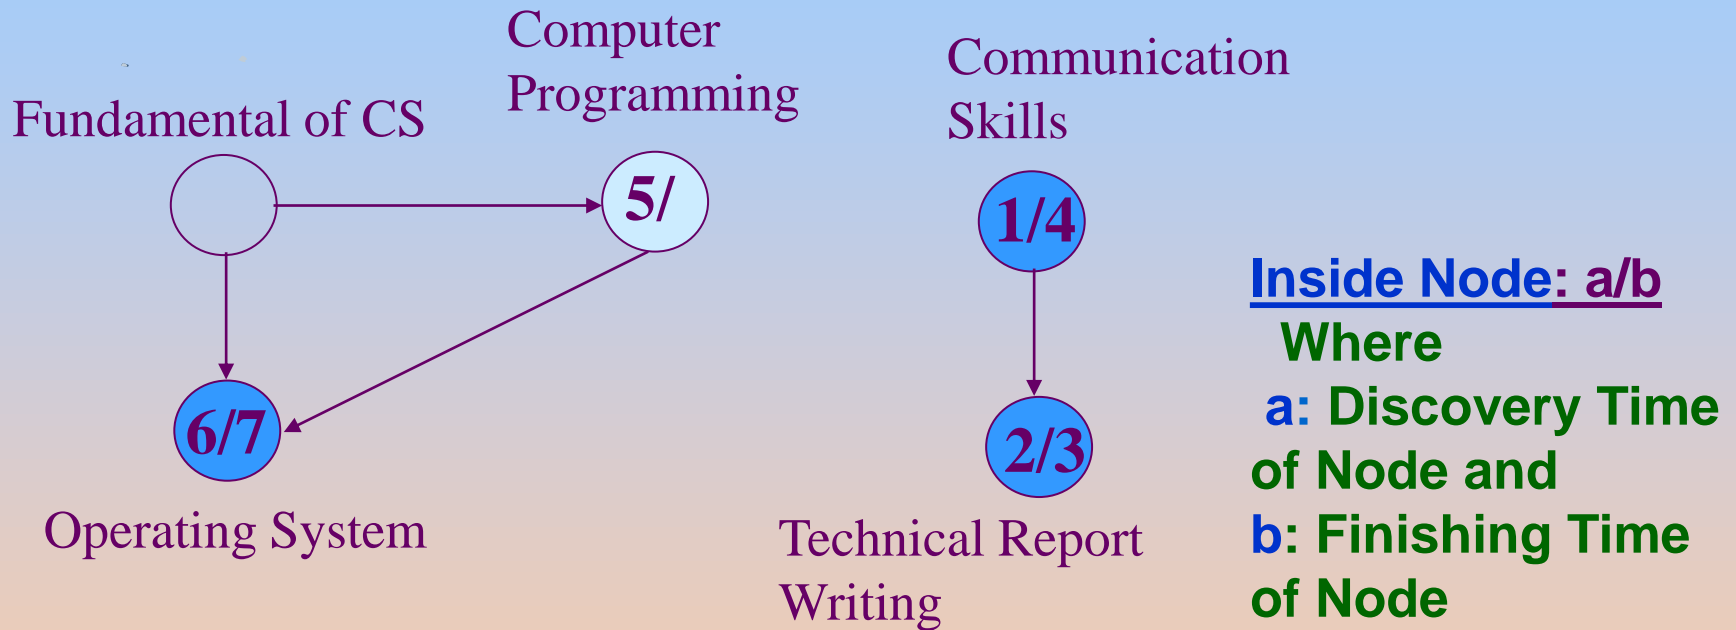 Computer
Programming
Communication
Skills
Fundamental of CS
5/
1/4
6/7
2/3
Operating System
Technical Report
Writing
Inside Node: a/b
Where
a: Discovery Time
of Node and
b: Finishing Time
of Node